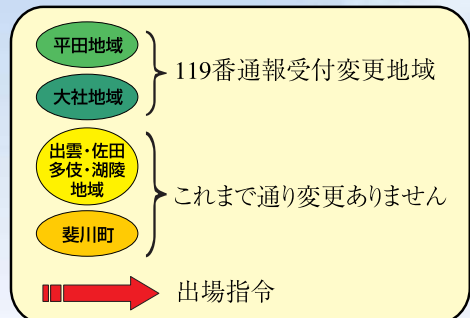 平田地域
大社地域
119番通報受付変更地域
出雲・佐田
多伎・湖陵
地域
斐川町
これまで通り変更ありません
出場指令